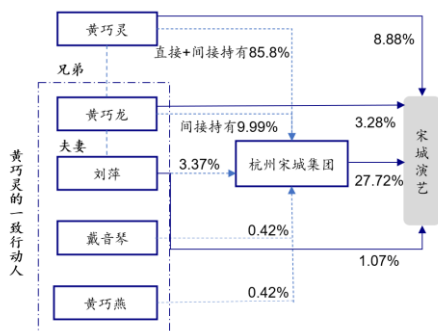 黄巧灵
8.88%
直接+间接持有85.8%
兄弟
黄巧龙
3.28%
间接持有9.99%
夫妻
刘萍
3.37%
杭州宋城集团
27.72%
宋城演艺
黄巧灵的一致行动人
戴音琴
0.42%
1.07%
黄巧燕
0.42%